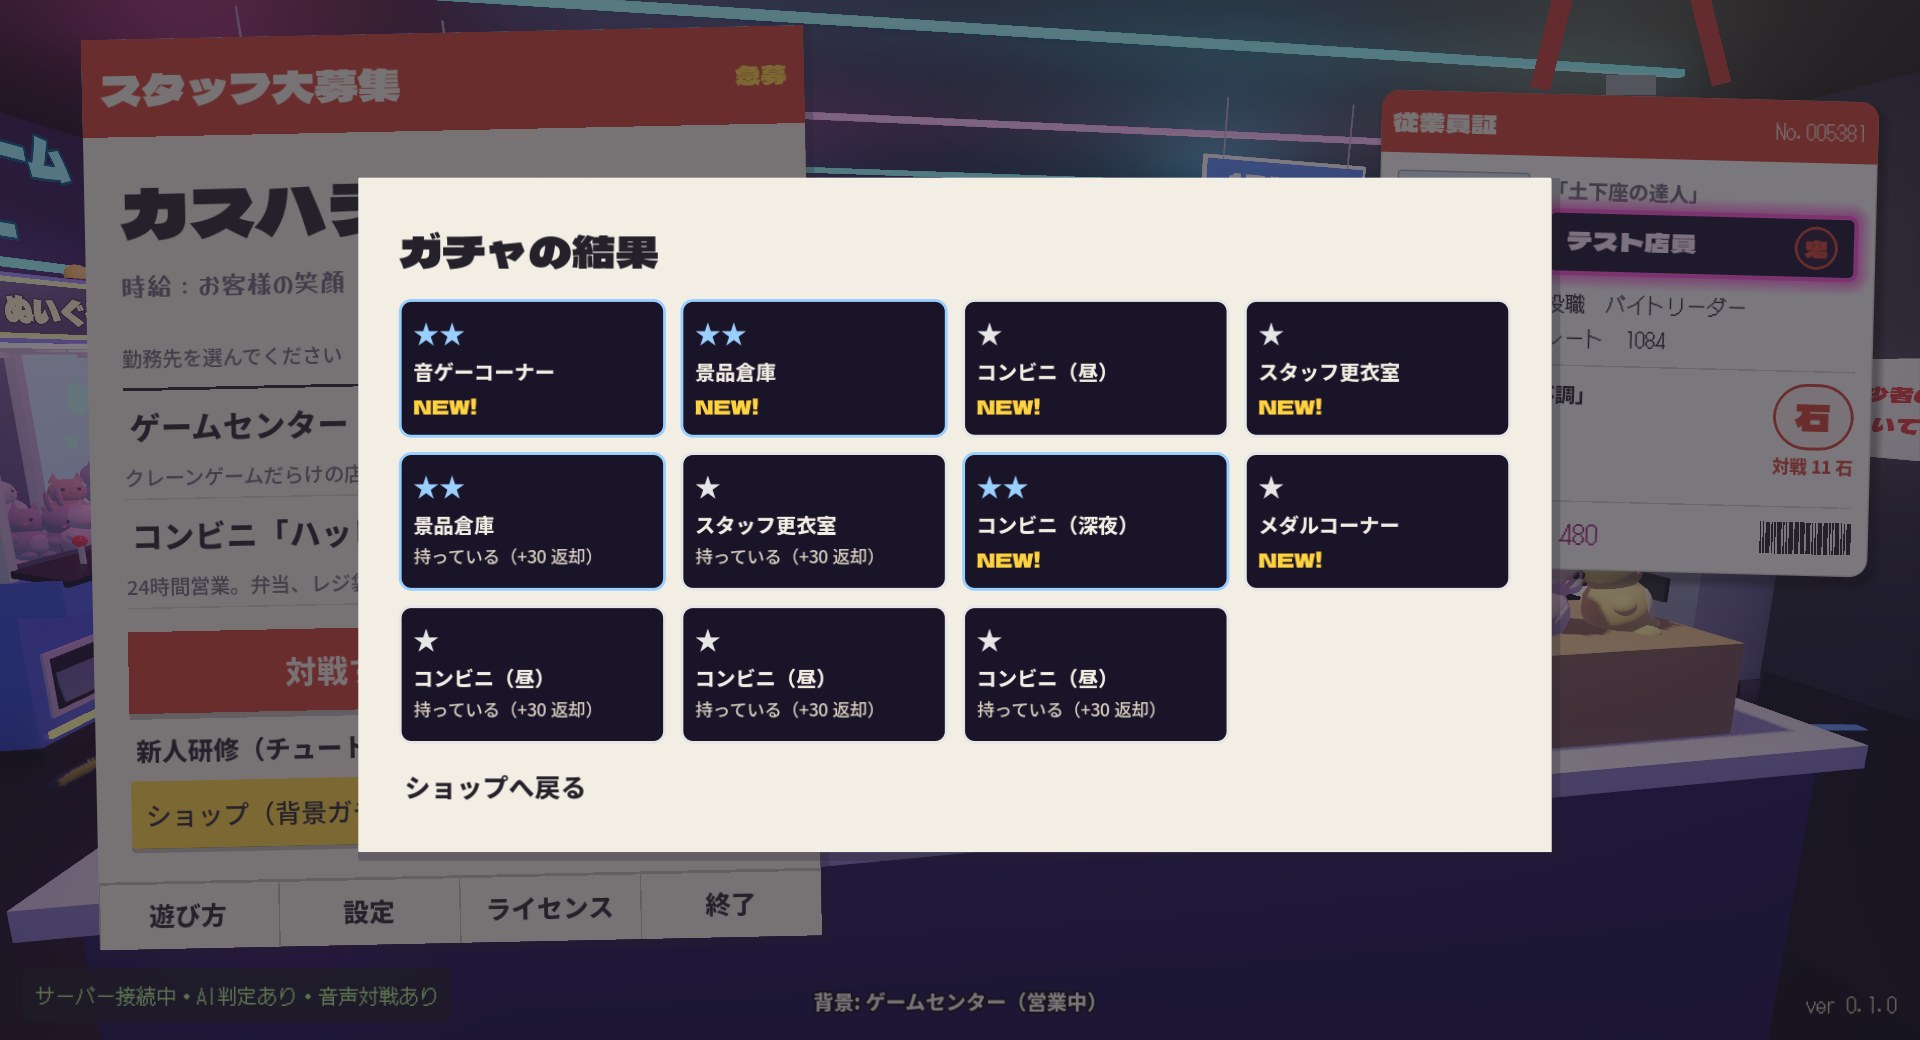 スタッフ大募集
急募
カスハラ
時給：お客様の笑顔
勤務先を選んでください
ゲームセンター
クレーンゲームだらけの店
コンビニ「ハッピ
24時間営業。弁当、レジ袋
対戦す
新人研修（チュート
ショップ（背景ガチ
遊び方
設定
ライセンス
終了
ーム
ぬいぐ
ガチャの結果
★★
音ゲーコーナー
NEW!
★★
景品倉庫
NEW!
★
コンビニ（昼）
NEW!
★
スタッフ更衣室
NEW!
★★
景品倉庫
持っている（+30 返却）
★
スタッフ更衣室
持っている（+30 返却）
★★
コンビニ（深夜）
NEW!
★
メダルコーナー
NEW!
★
コンビニ（昼）
持っている（+30 返却）
★
コンビニ（昼）
持っている（+30 返却）
★
コンビニ（昼）
持っている（+30 返却）
ショップへ戻る
従業員証
No. 005381
「土下座の達人」
テスト店員
役職 バイトリーダー
レート 1084
調」
石
対戦 11 石
480
いて
サーバー接続中・AI判定あり・音声対戦あり
背景: ゲームセンター（営業中）
ver 0.1.0